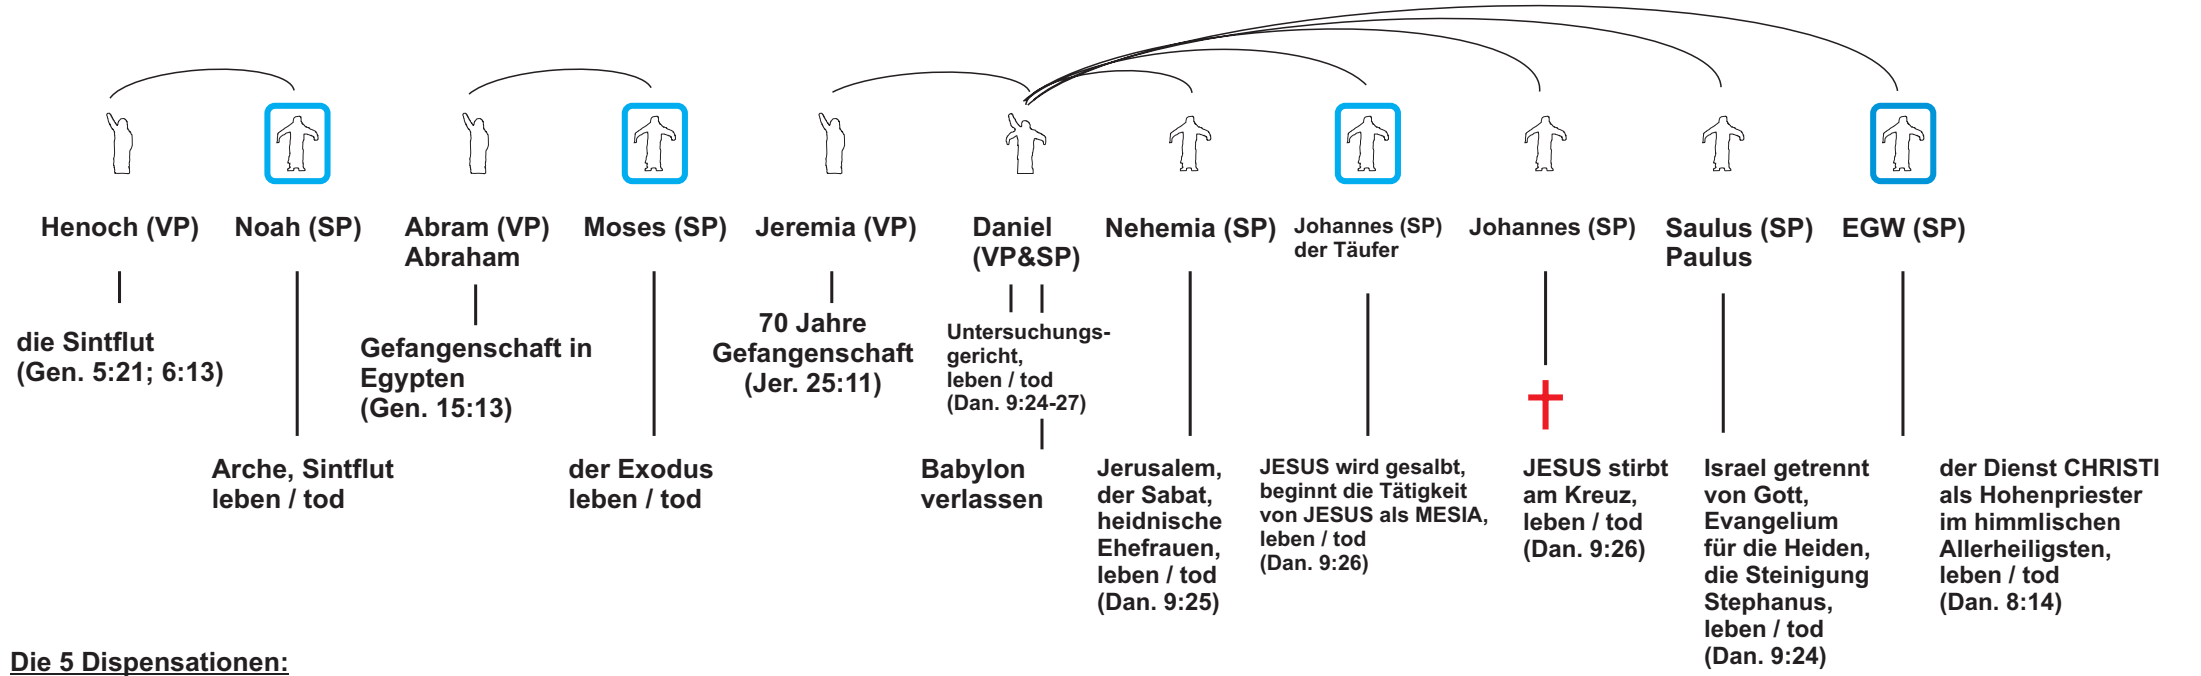 Henoch (VP)
Noah (SP)
Abram (VP)
Abraham
Moses (SP)
Jeremia (VP)
Daniel
(VP&SP)
Nehemia (SP)
Johannes (SP)
der Täufer
Johannes (SP)
Saulus (SP)
Paulus
EGW (SP)
die Sintflut
(Gen. 5:21; 6:13)
Gefangenschaft in
Egypten
(Gen. 15:13)
70 Jahre
Gefangenschaft
(Jer. 25:11)
Untersuchungs-
gericht,
leben / tod
(Dan. 9:24-27)
Arche, Sintflut
leben / tod
der Exodus
leben / tod
Babylon
verlassen
Jerusalem,
der Sabat,
heidnische
Ehefrauen,
leben / tod
(Dan. 9:25)
JESUS wird gesalbt,
beginnt die Tätigkeit
von JESUS als MESIA,
leben / tod
(Dan. 9:26)
JESUS stirbt
am Kreuz,
leben / tod
(Dan. 9:26)
Israel getrennt
von Gott,
Evangelium
für die Heiden,
die Steinigung
Stephanus,
leben / tod
(Dan. 9:24)
der Dienst CHRISTI
als Hohenpriester
im himmlischen
Allerheiligsten,
leben / tod
(Dan. 8:14)
Die 5 Dispensationen: